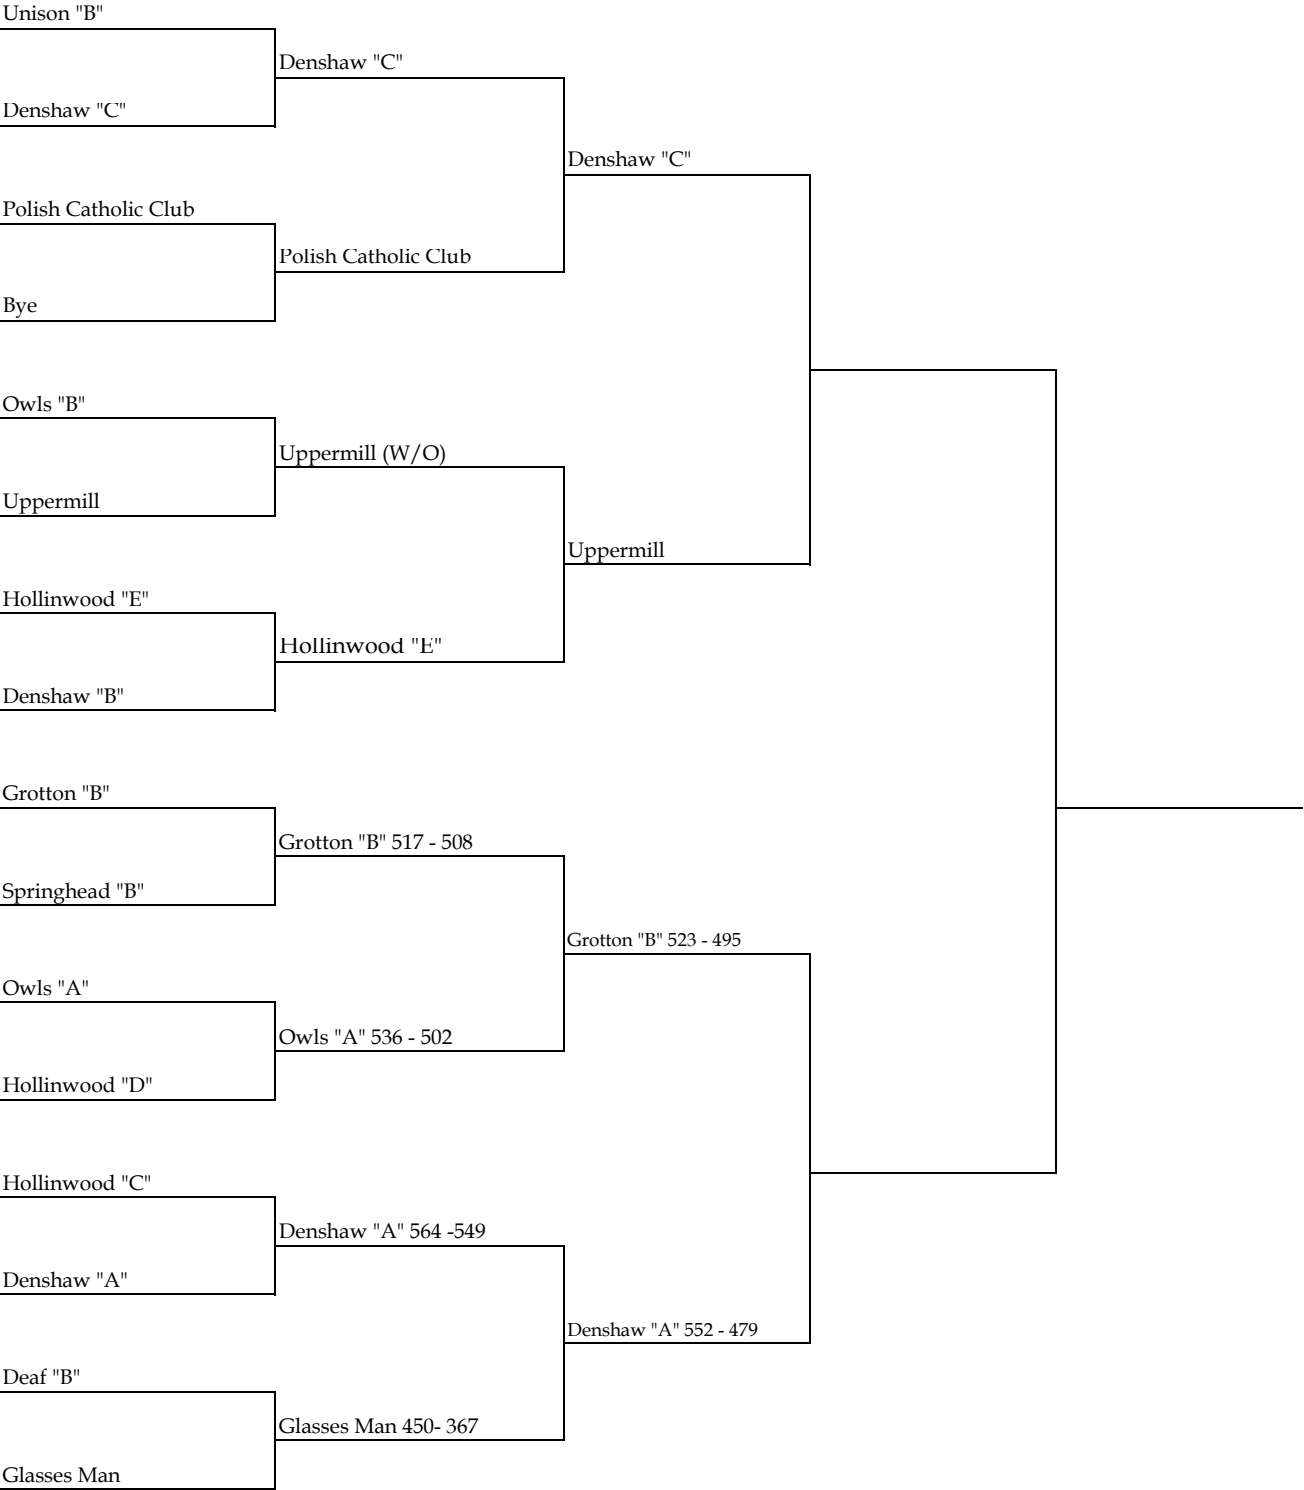 Unison "B"
Denshaw "C"
Denshaw "C"
Denshaw "C"
Polish Catholic Club
Polish Catholic Club
Bye
Owls "B"
Uppermill (W/O)
Uppermill
Uppermill
Hollinwood "E"
Hollinwood "E"
Denshaw "B"
Grotton "B"
Grotton "B" 517 - 508
Springhead "B"
Grotton "B" 523 - 495
Owls "A"
Owls "A" 536 - 502
Hollinwood "D"
Hollinwood "C"
Denshaw "A" 564 -549
Denshaw "A"
Denshaw "A" 552 - 479
Deaf "B"
Glasses Man 450- 367
Glasses Man